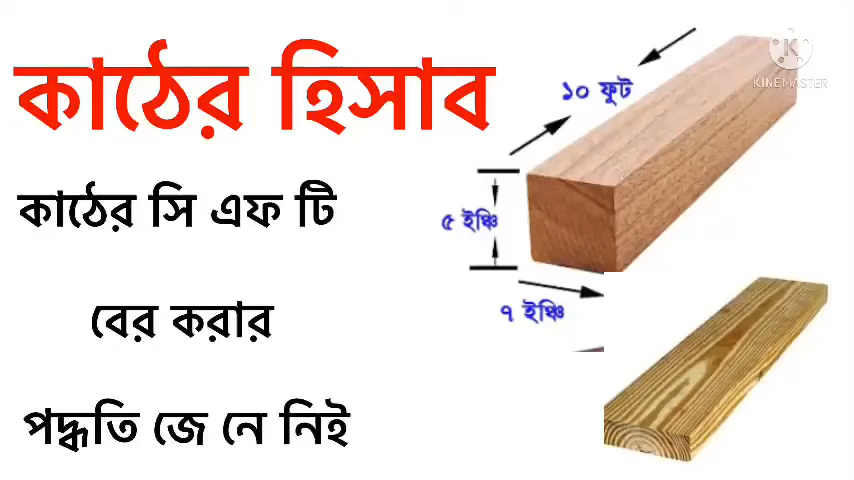 কাঠের হিসাব
কাঠের সি এফ টি
বের করার
পদ্ধতি জে নে নিই
১০ ফুট
৫ ইঞ্চি
৭ ইঞ্চি
KINEMASTER